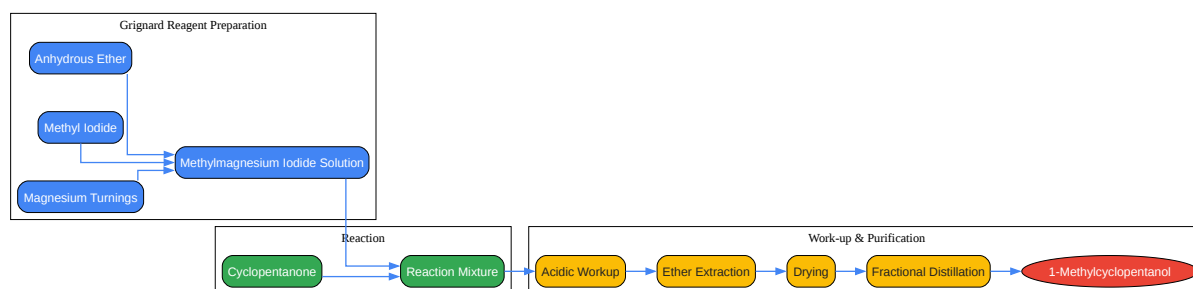 Grignard Reagent Preparation
Anhydrous Ether
Methyl Iodide
Methylmagnesium Iodide Solution
Magnesium Turnings
Reaction
Cyclopentanone
Reaction Mixture
Work-up & Purification
Acidic Workup
Ether Extraction
Drying
Fractional Distillation
1-Methylcyclopentanol